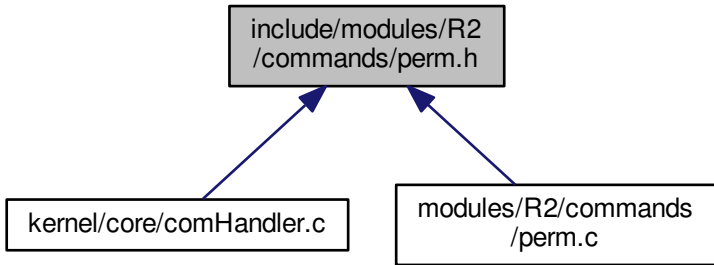 include/modules/R2
/commands/perm.h
kernel/core/comHandler.c
modules/R2/commands
/perm.c